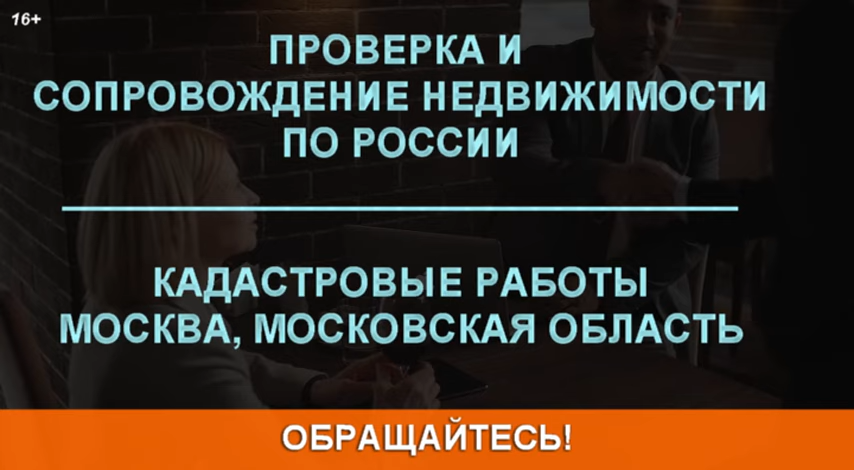 16+
ПРОВЕРКА И
СОПРОВОЖДЕНИЕ НЕДВИЖИМОСТИ
ПО РОССИИ
КАДАСТРОВЫЕ РАБОТЫ
МОСКВА, МОСКОВСКАЯ ОБЛАСТЬ
ОБРАЩАЙТЕСЬ!